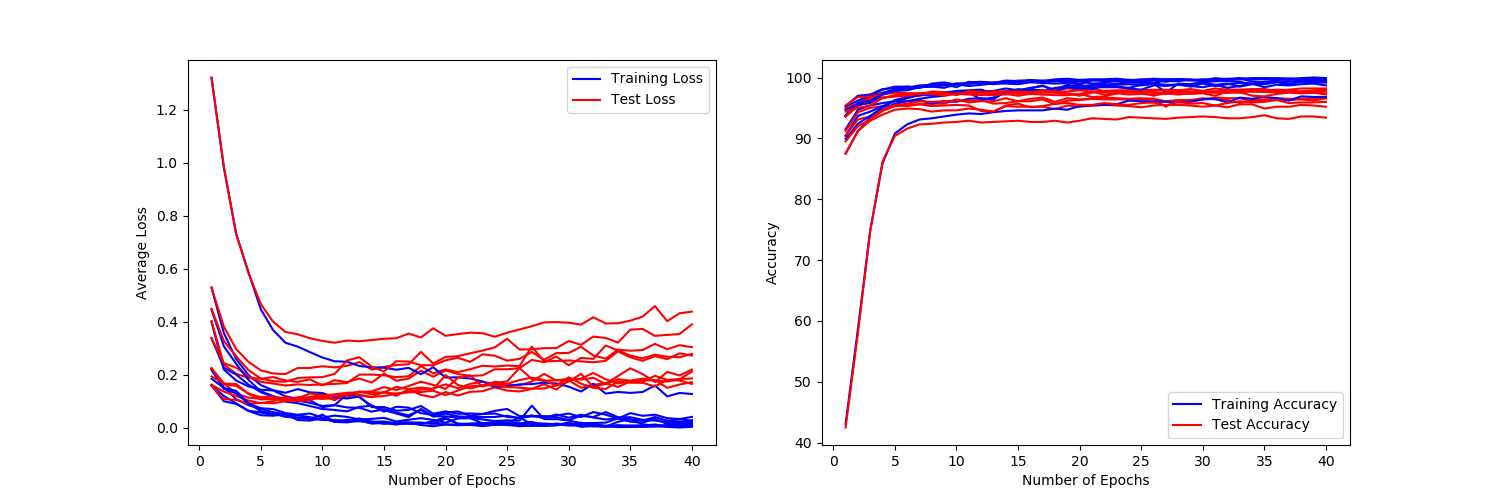 Training Loss
Test Loss
1.2
1.0
0.8
0.6
0.4
0.2
0.0
Average Loss
0 5 10 15 20 25 30 35 40
Number of Epochs
100
90
80
70
60
50
40
Accuracy
Training Accuracy
Test Accuracy
0 5 10 15 20 25 30 35 40
Number of Epochs